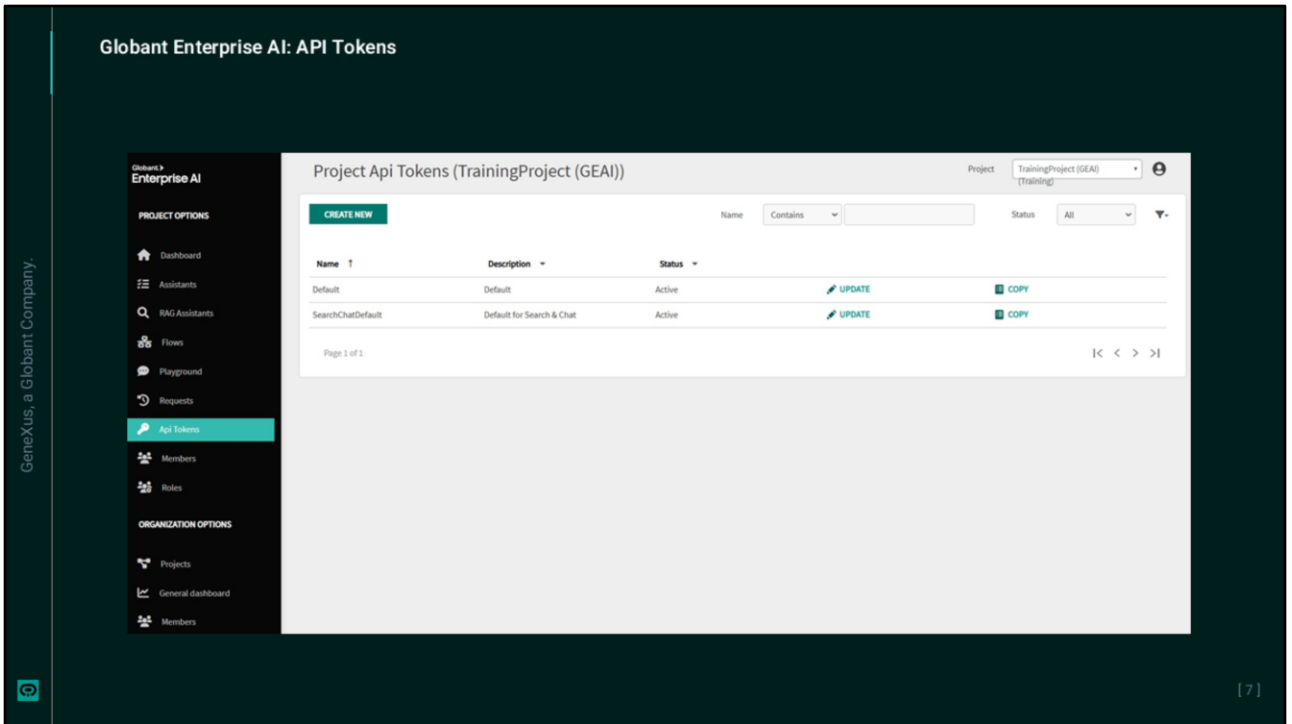 Globant Enterprise AI: API Tokens
GeneXus, a Globant Company.
Globant
Enterprise AI
PROJECT OPTIONS
Dashboard
Assistants
RAG Assistants
Flows
Playground
Requests
Api Tokens
Members
Roles
ORGANIZATION OPTIONS
Projects
General dashboard
Members
Project Api Tokens (TrainingProject (GEAI))
Project TrainingProject (GEAI)
(Training)
CREATE NEW Name Contains Status All
Name Description Status
Default Default Active UPDATE COPY
SearchChatDefault Default for Search & Chat Active UPDATE COPY
Page 1 of 1
[ 7 ]